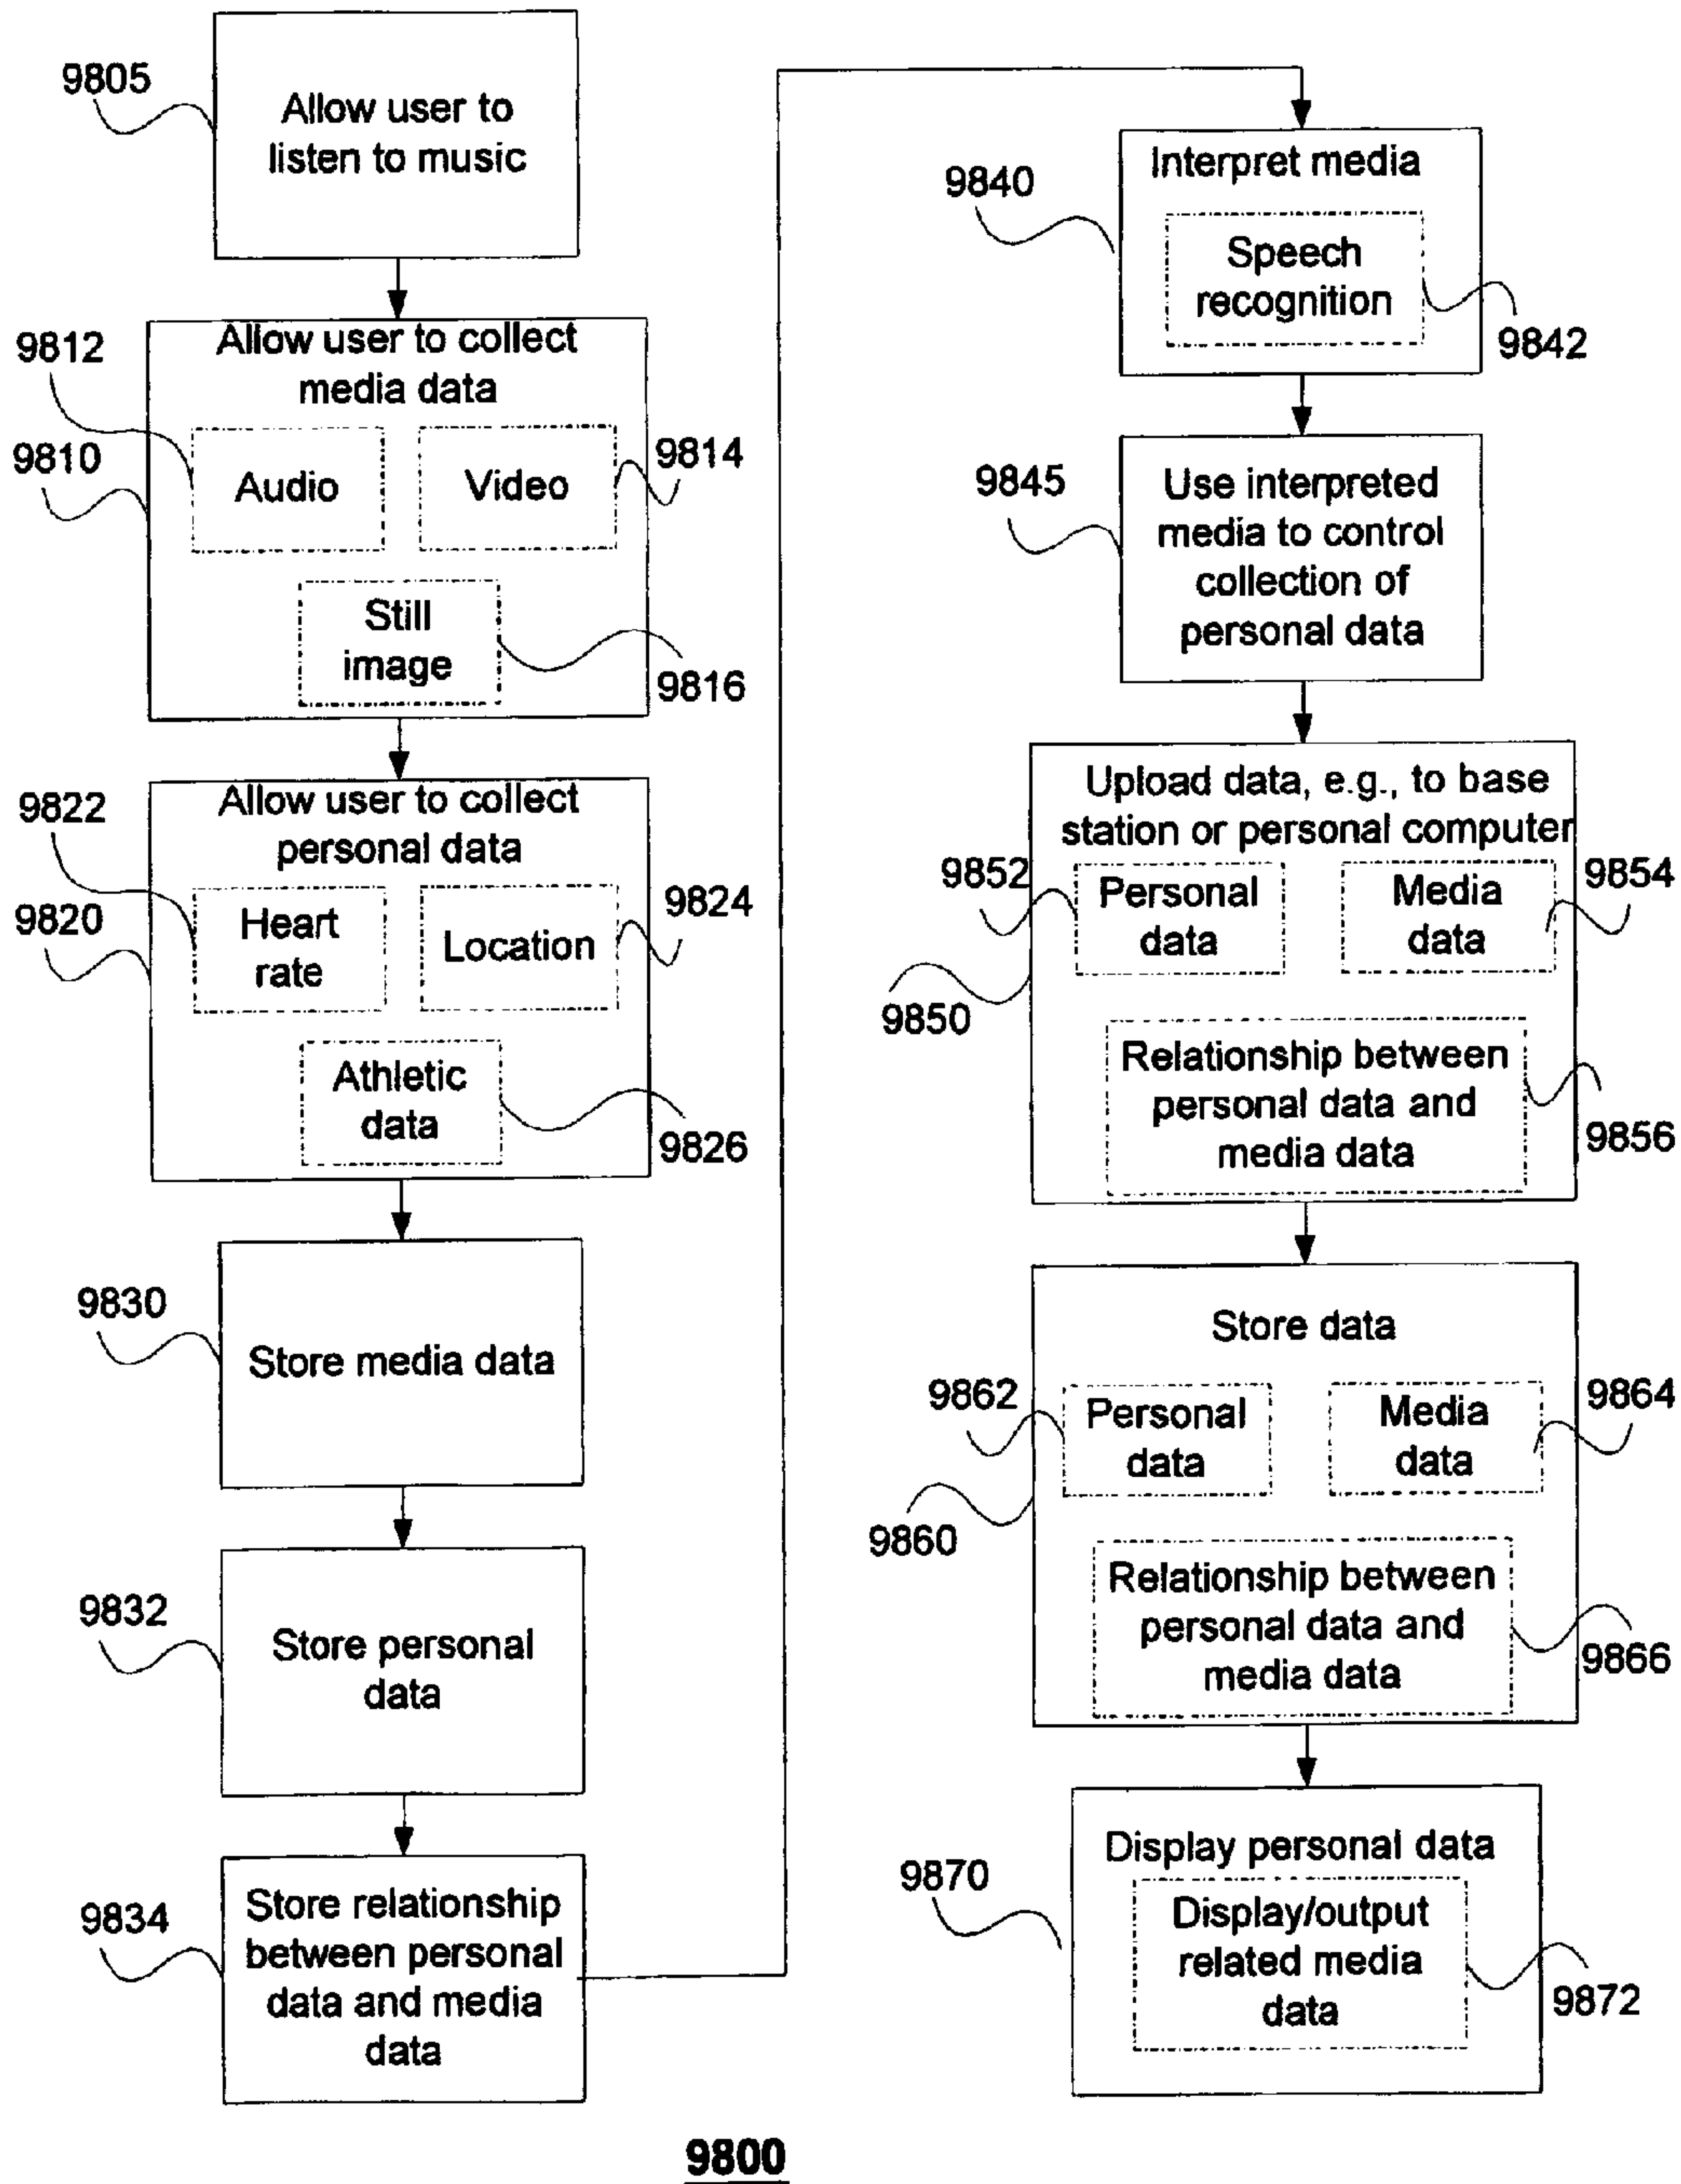 9805
Allow user to
listen to music
9812
9810
Allow user to collect
media data
Audio
Video
9814
Still
image
9816
9822
9820
Allow user to collect
personal data
Heart
rate
Location
9824
Athletic
data
9826
9830
Store media data
9832
Store personal
data
9834
Store relationship
between personal
data and media
data
9840
Interpret media
Speech
recognition
9842
9845
Use interpreted
media to control
collection of
personal data
Upload data, e.g., to base
station or personal computer
9852
Personal
data
Media
data
9854
9850
Relationship between
personal data and
media data
9856
Store data
9862
Personal
data
Media
data
9864
9860
Relationship between
personal data and
media data
9866
9870
Display personal data
Display/output
related media
data
9872
9800